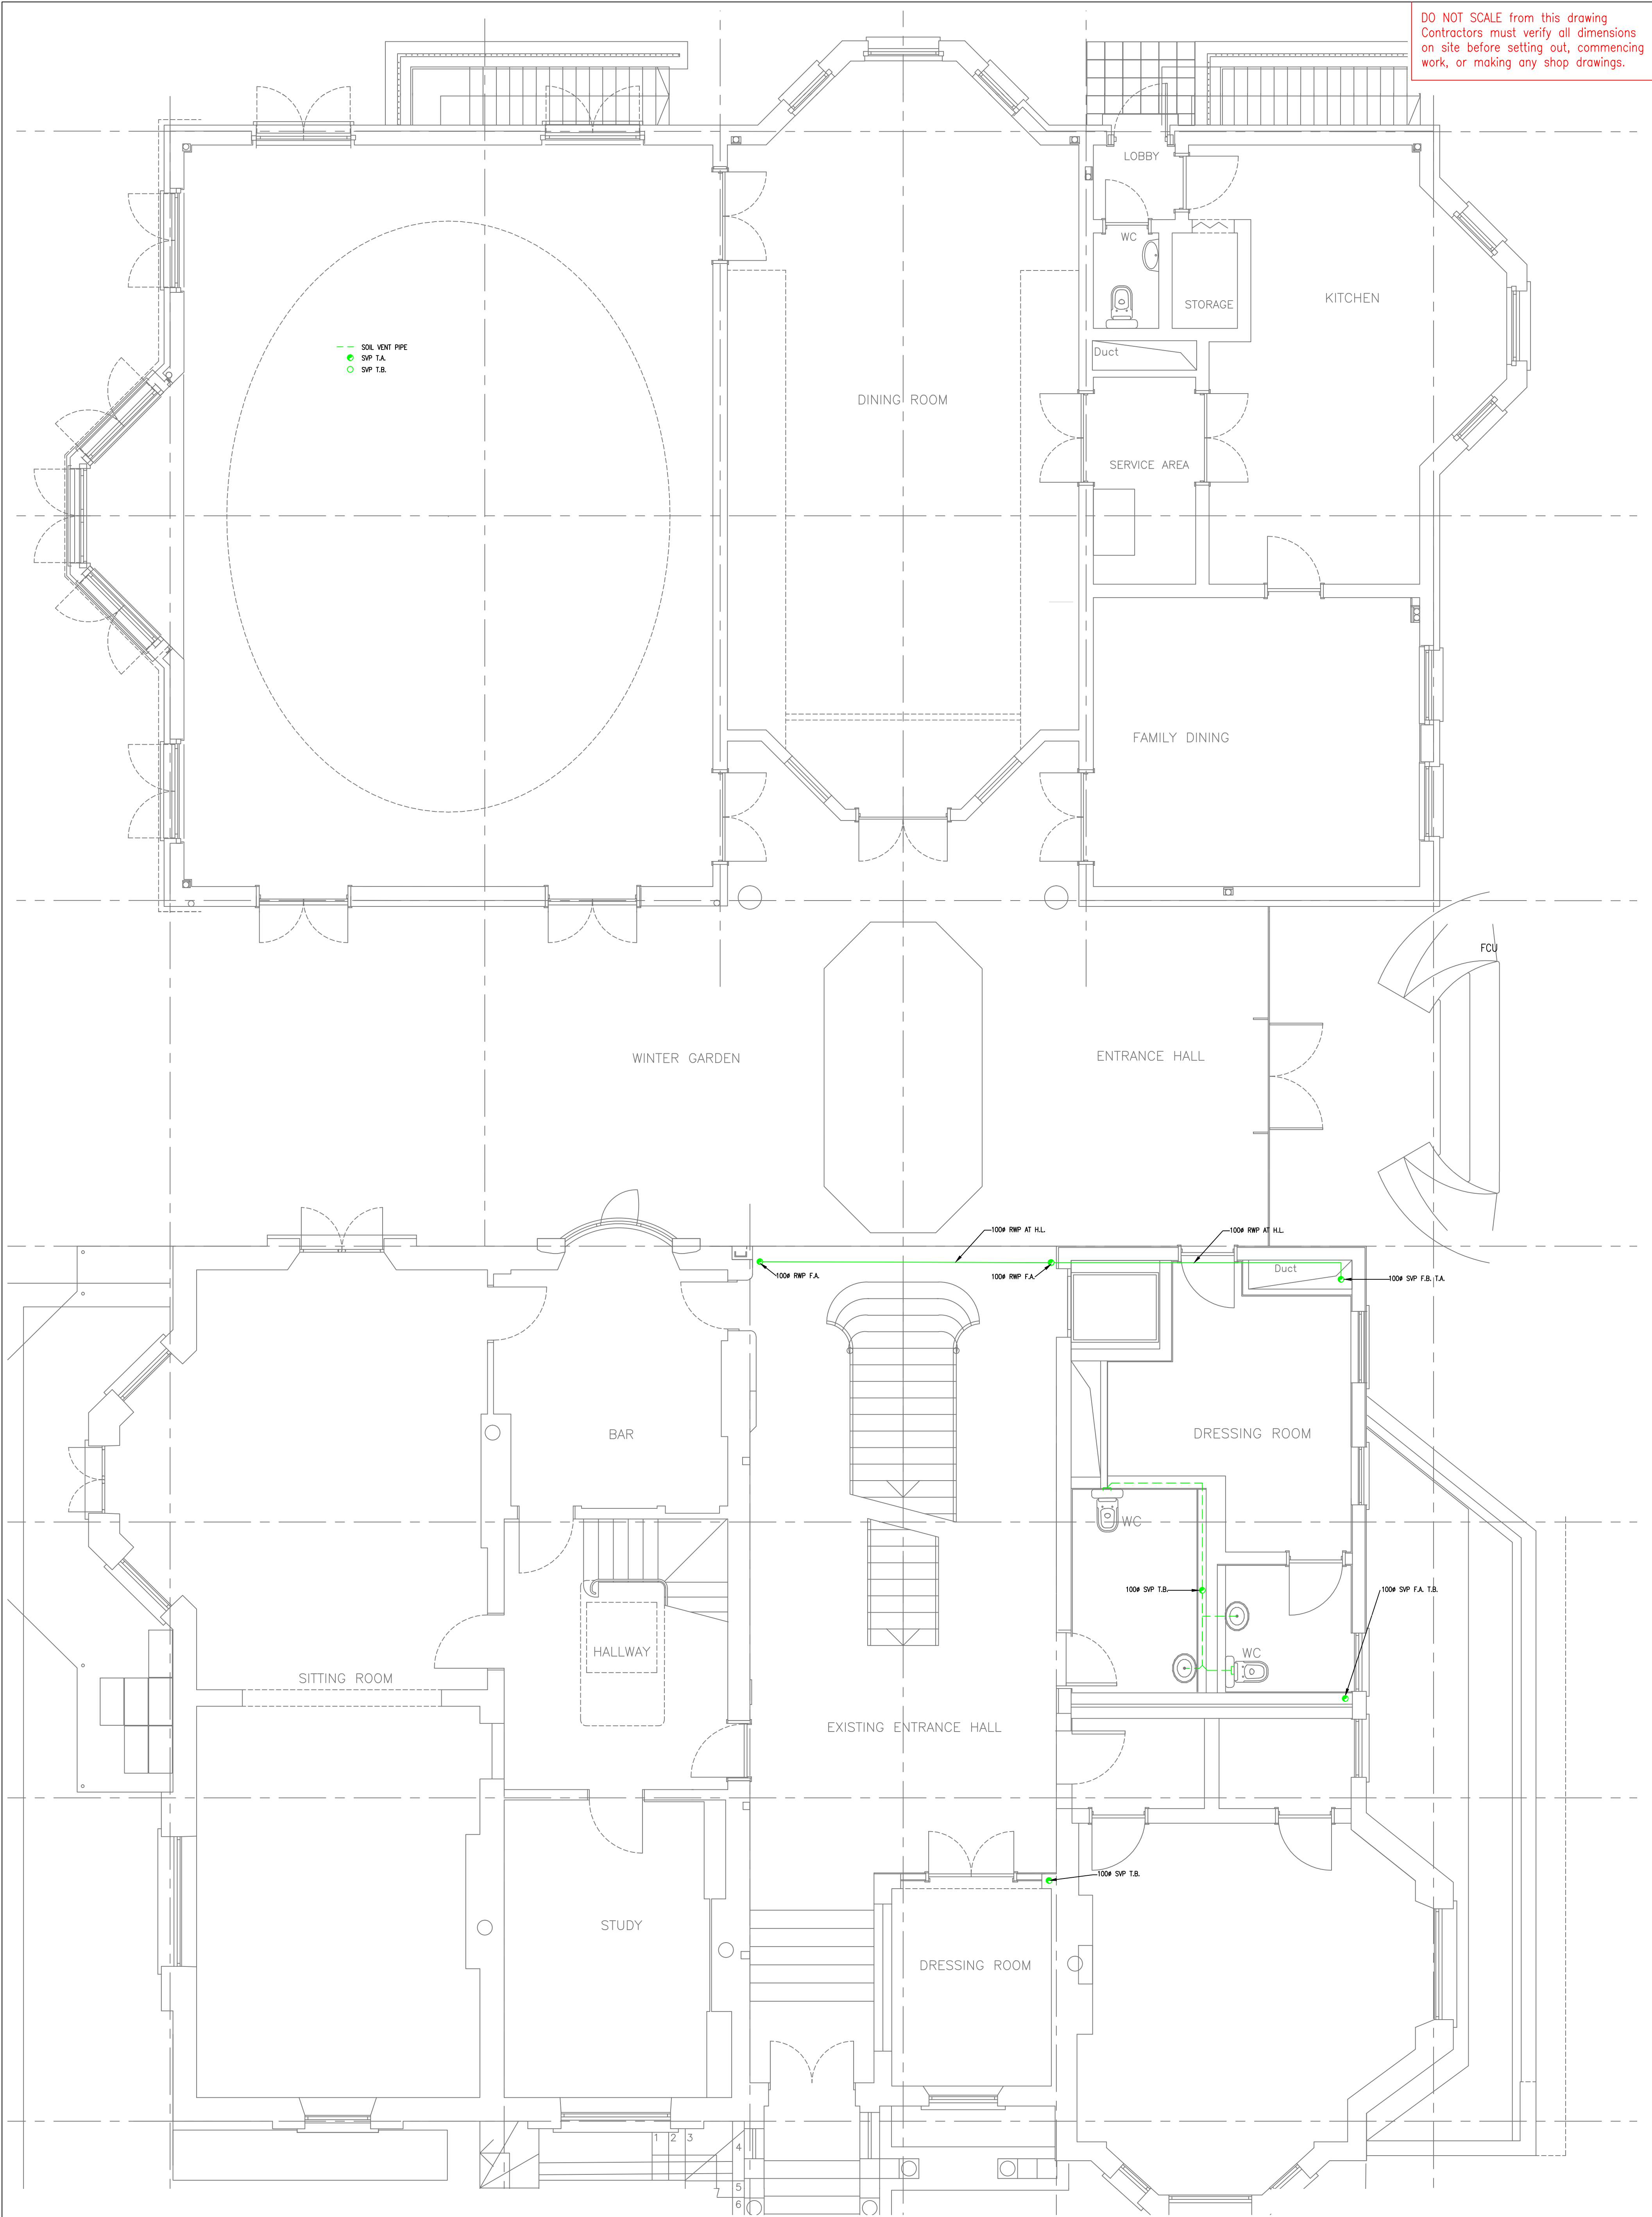 DO NOT SCALE from this drawing
Contractors must verify all dimensions
on site before setting out, commencing
work, or making any shop drawings.
LOBBY
WC
STORAGE
KITCHEN
SOIL VENT PIPE
SVP T.A.
SVP T.B.
Duct
DINING ROOM
SERVICE AREA
FAMILY DINING
FCU
WINTER GARDEN
ENTRANCE HALL
100ø RWP AT H.L.
100ø RWP AT H.L.
100ø RWP F.A.
100ø RWP F.A.
Duct
100ø SVP F.B. T.A.
BAR
DRESSING ROOM
WC
100ø SVP T.B.
100ø SVP F.A. T.B.
HALLWAY
WC
SITTING ROOM
EXISTING ENTRANCE HALL
100ø SVP T.B.
STUDY
DRESSING ROOM
1 2 3
4
5
6